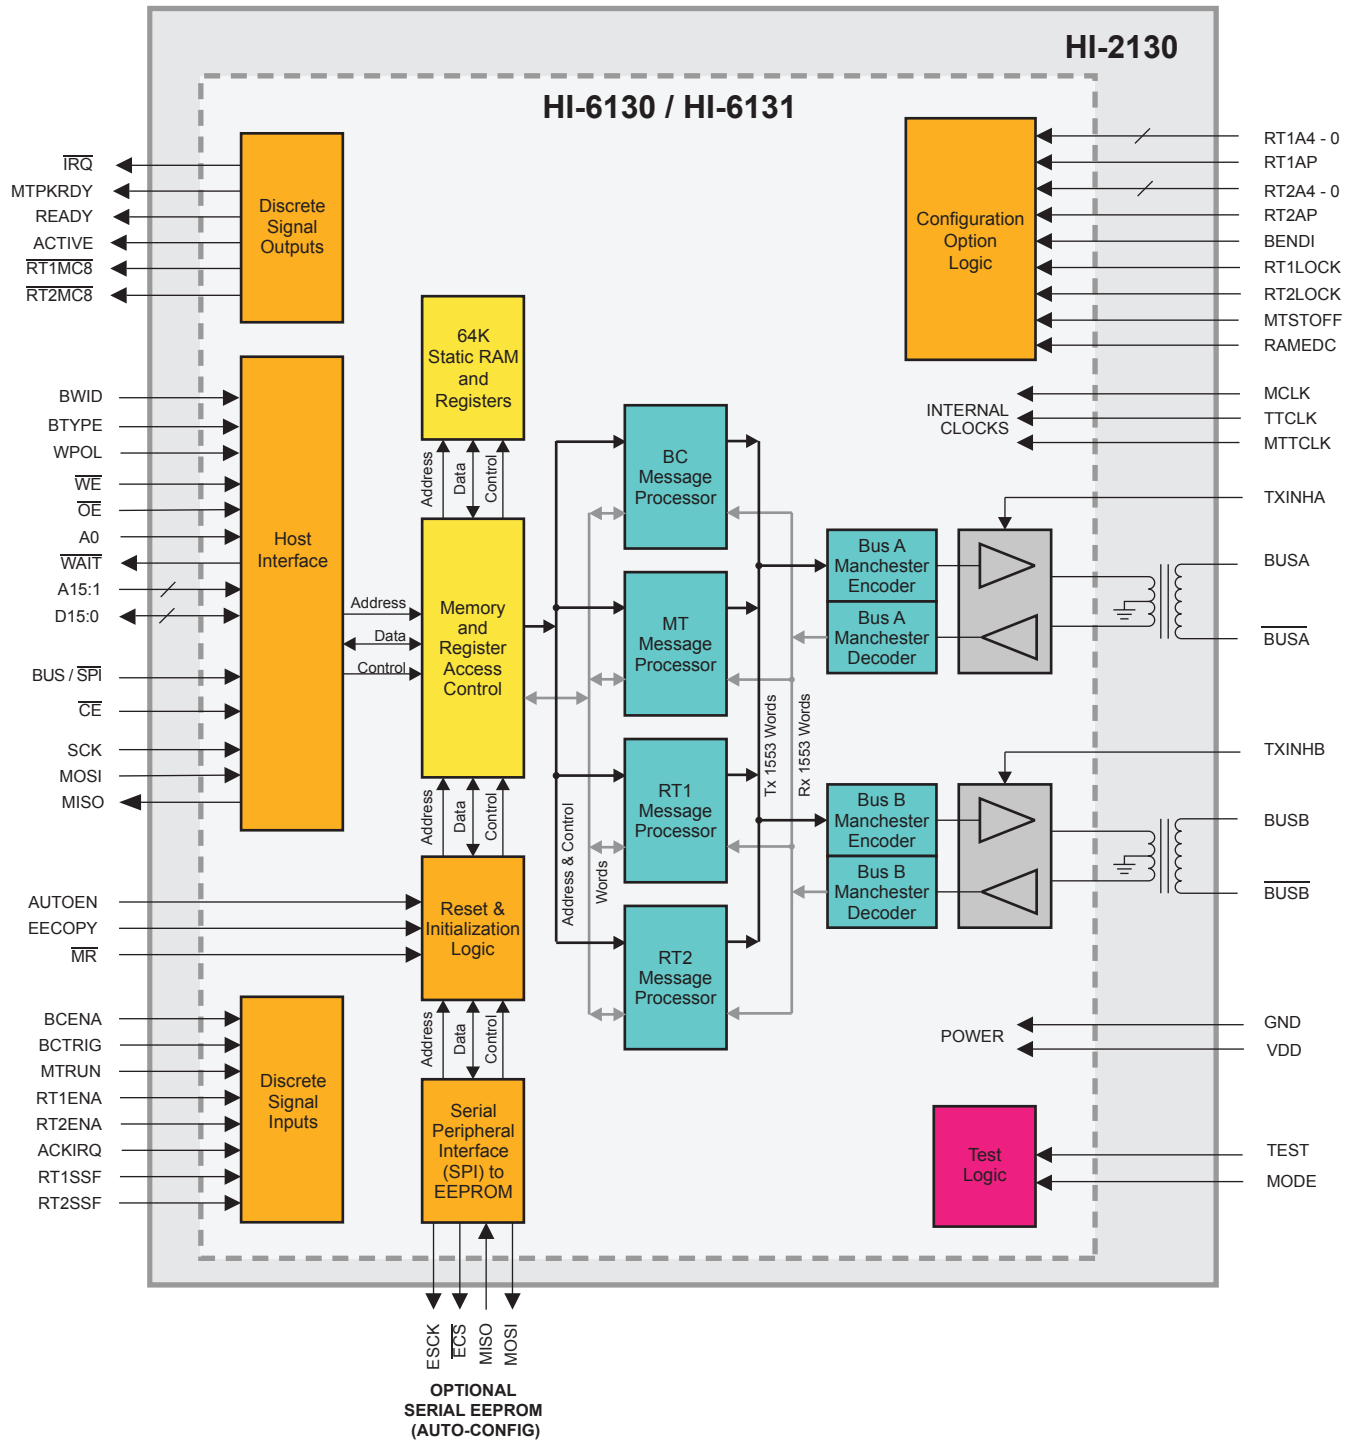 HI-2130
HI-6130 / HI-6131
IRQ
MTPKRDY
READY
ACTIVE
RT1MC8
RT2MC8
Discrete
Signal
Outputs
BWID
BTYPE
WPOL
WE
OE
A0
WAIT
A15:1
D15:0
BUS / SPI
CE
SCK
MOSI
MISO
Host
Interface
Address
Data
Control
AUTOEN
EECOPY
MR
BCENA
BCTRIG
MTRUN
RT1ENA
RT2ENA
ACKIRQ
RT1SSF
RT2SSF
Discrete
Signal
Inputs
64K
Static RAM
and
Registers
Address
Data
Control
Memory
and
Register
Access
Control
Address
Data
Control
Reset &
Initialization
Logic
Address
Data
Control
Serial
Peripheral
Interface
(SPI) to
EEPROM
ESCK
ECS
MISO
MOSI
OPTIONAL
SERIAL EEPROM
(AUTO-CONFIG)
BC
Message
Processor
MT
Message
Processor
RT1
Message
Processor
RT2
Message
Processor
Address & Control
Words
Tx 1553 Words
Rx 1553 Words
Bus A
Manchester
Encoder
Bus A
Manchester
Decoder
Bus B
Manchester
Encoder
Bus B
Manchester
Decoder
Configuration
Option
Logic
RT1A4 - 0
RT1AP
RT2A4 - 0
RT2AP
BENDI
RT1LOCK
RT2LOCK
MTSTOFF
RAMEDC
INTERNAL
CLOCKS
MCLK
TTCLK
MTTCLK
TXINHA
BUSA
BUSA
TXINHB
BUSB
BUSB
POWER
GND
VDD
Test
Logic
TEST
MODE